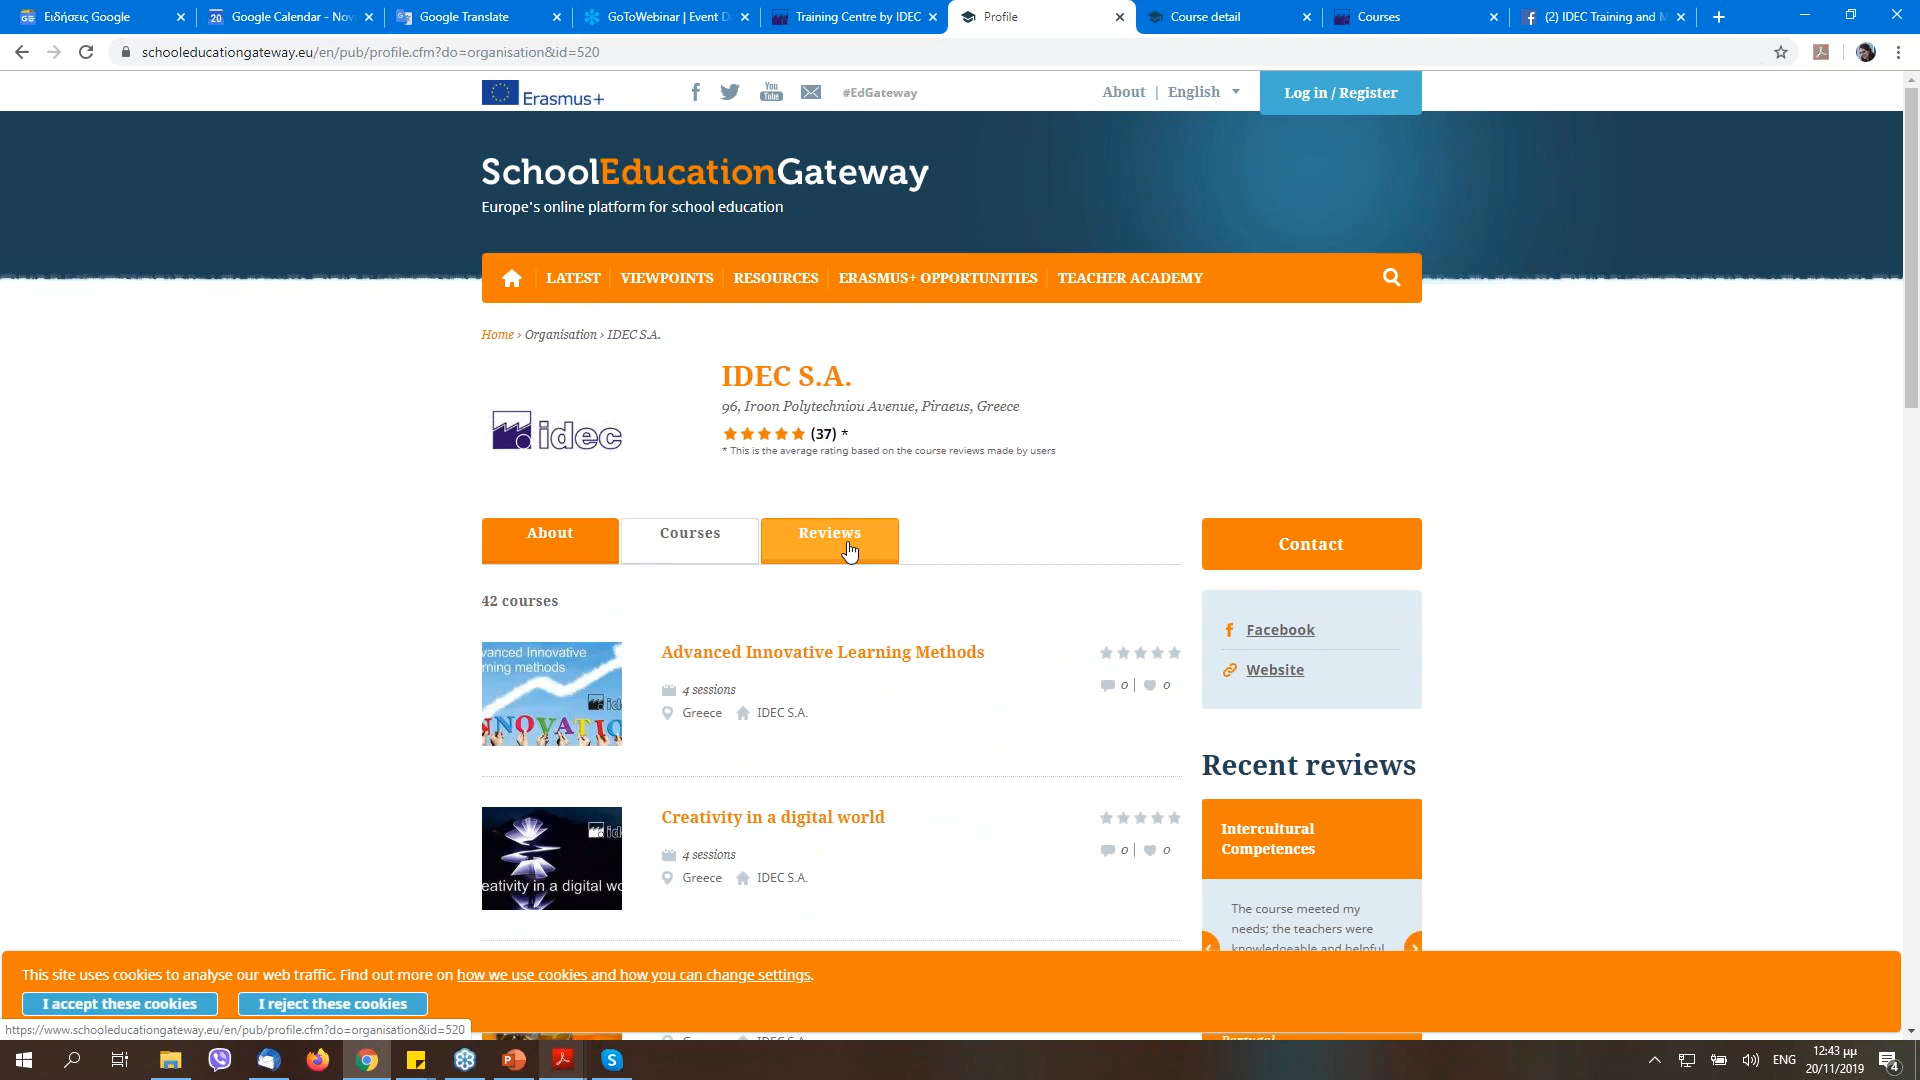 Ειδήσεις Google
Google Calendar - Nov
Google Translate
GoToWebinar | Event D
Training Centre by IDEC
Profile
Course detail
Courses
(2) IDEC Training and M
schooleducationgateway.eu/en/pub/profile.cfm?do=organisation&id=520
Erasmus+
You Tube
#EdGateway
About | English
Log in / Register
SchoolEducationGateway
Europe's online platform for school education
LATEST
VIEWPOINTS
RESOURCES
ERASMUS+ OPPORTUNITIES
TEACHER ACADEMY
Home › Organisation › IDEC S.A.
idec
IDEC S.A.
96, Iroon Polytechniou Avenue, Piraeus, Greece
(37) *
* This is the average rating based on the course reviews made by users
About
Courses
Reviews
Contact
42 courses
Facebook
Website
Advanced Innovative Learning Methods
4 sessions
Greece IDEC S.A.
0 | 0
Creativity in a digital world
4 sessions
Greece IDEC S.A.
0 | 0
Recent reviews
Intercultural
Competences
The course meeted my
needs; the teachers were
knowledgeable and helpful
This site uses cookies to analyse our web traffic. Find out more on how we use cookies and how you can change settings.
I accept these cookies
I reject these cookies
https://www.schooleducationgateway.eu/en/pub/profile.cfm?do=organisation&id=520
ENG
12:43 μμ
20/11/2019
4